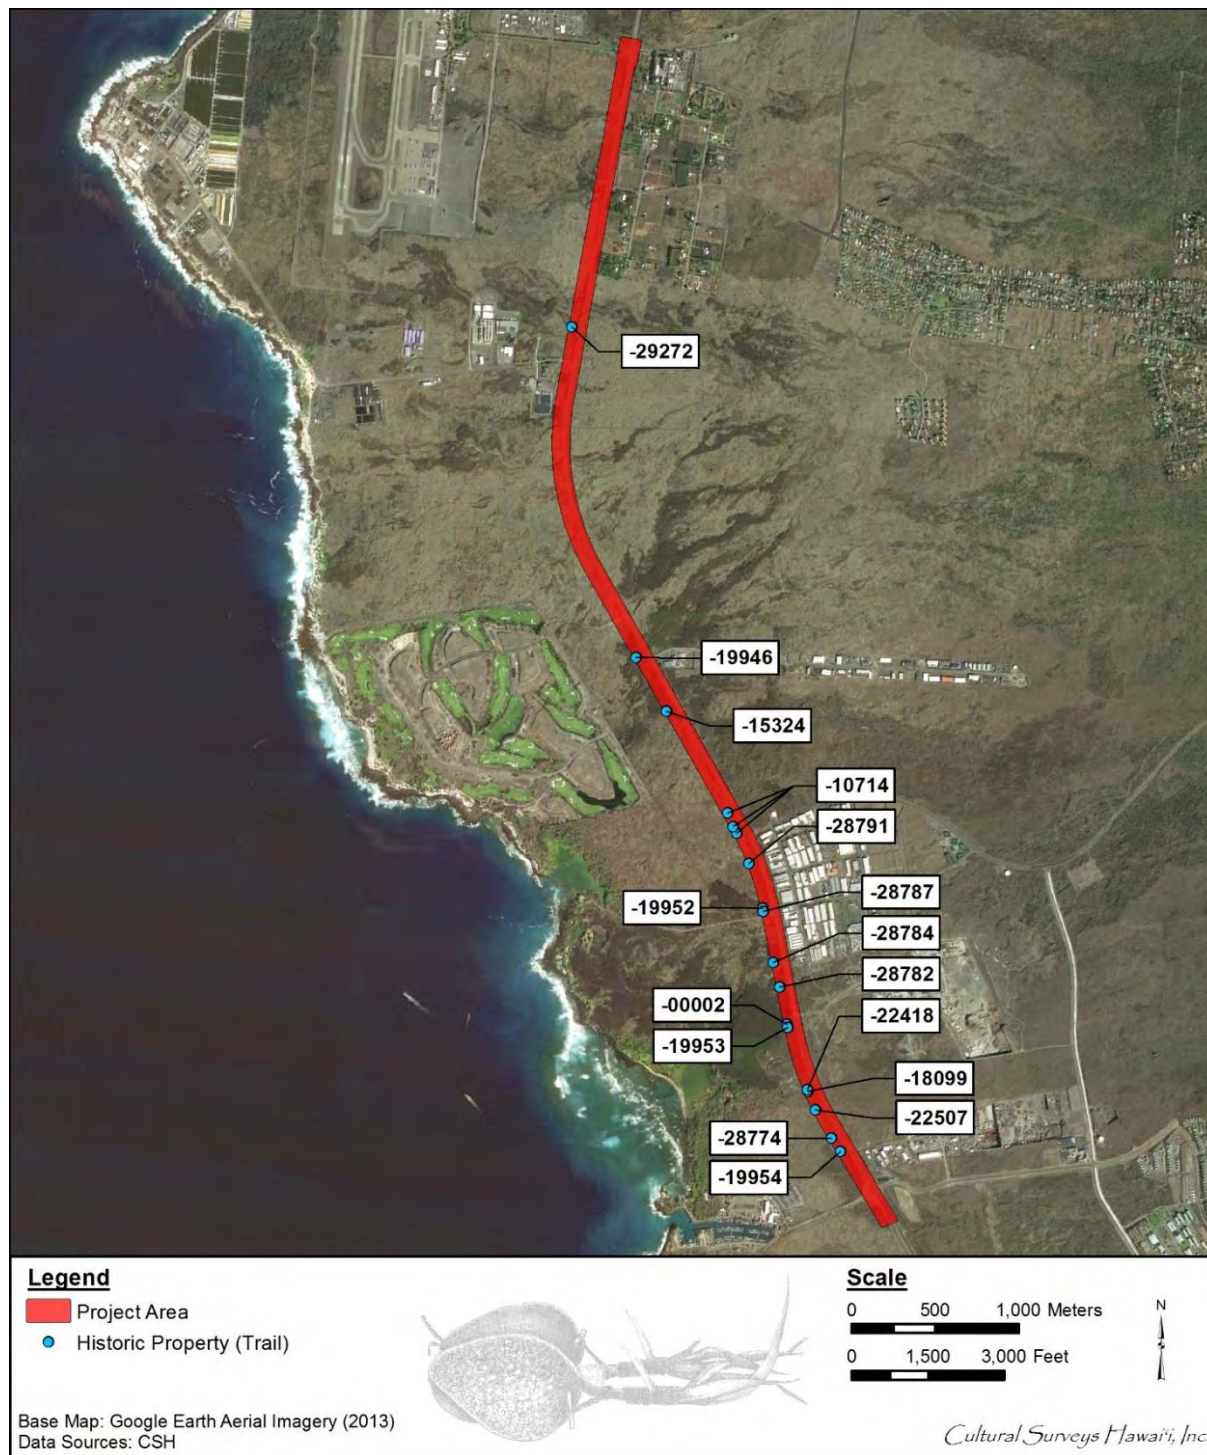 -29272
-19946
-15324
-10714
-28791
-28787
-19952
-28784
-28782
-00002
-22418
-19953
-18099
-22507
-28774
-19954
Legend
Project Area
Historic Property (Trail)
Scale
0 500 1,000 Meters
0 1,500 3,000 Feet
N
Base Map: Google Earth Aerial Imagery (2013)
Data Sources: CSH
Cultural Surveys Hawai‘i, Inc.